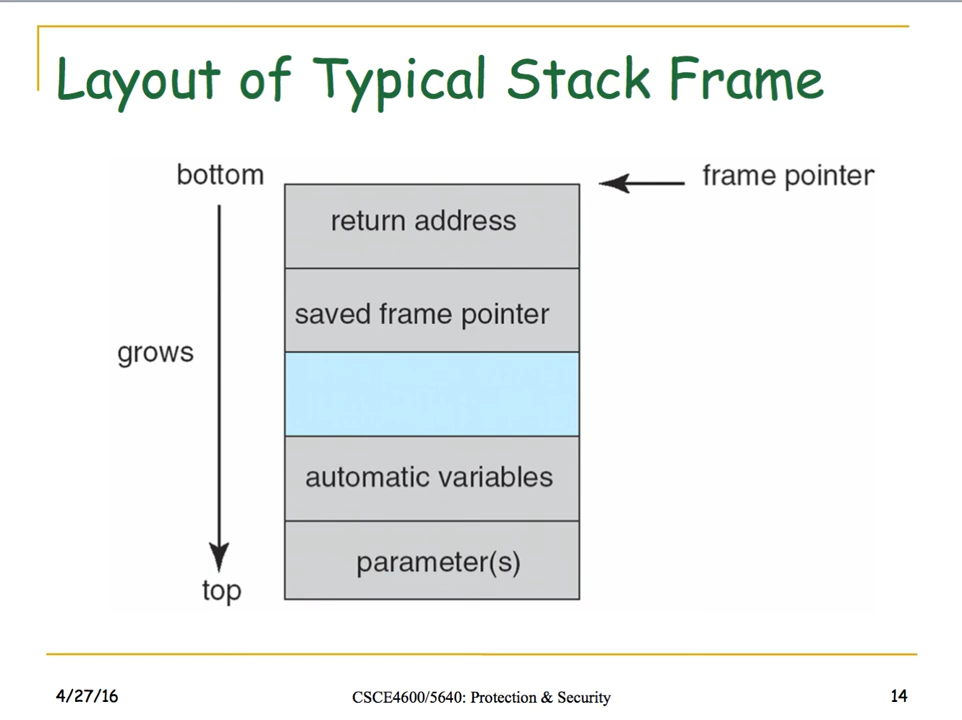 Layout of Typical Stack Frame
bottom
frame pointer
return address
saved frame pointer
grows
automatic variables
parameter(s)
top
4/27/16
CSCE4600/5640: Protection & Security
14